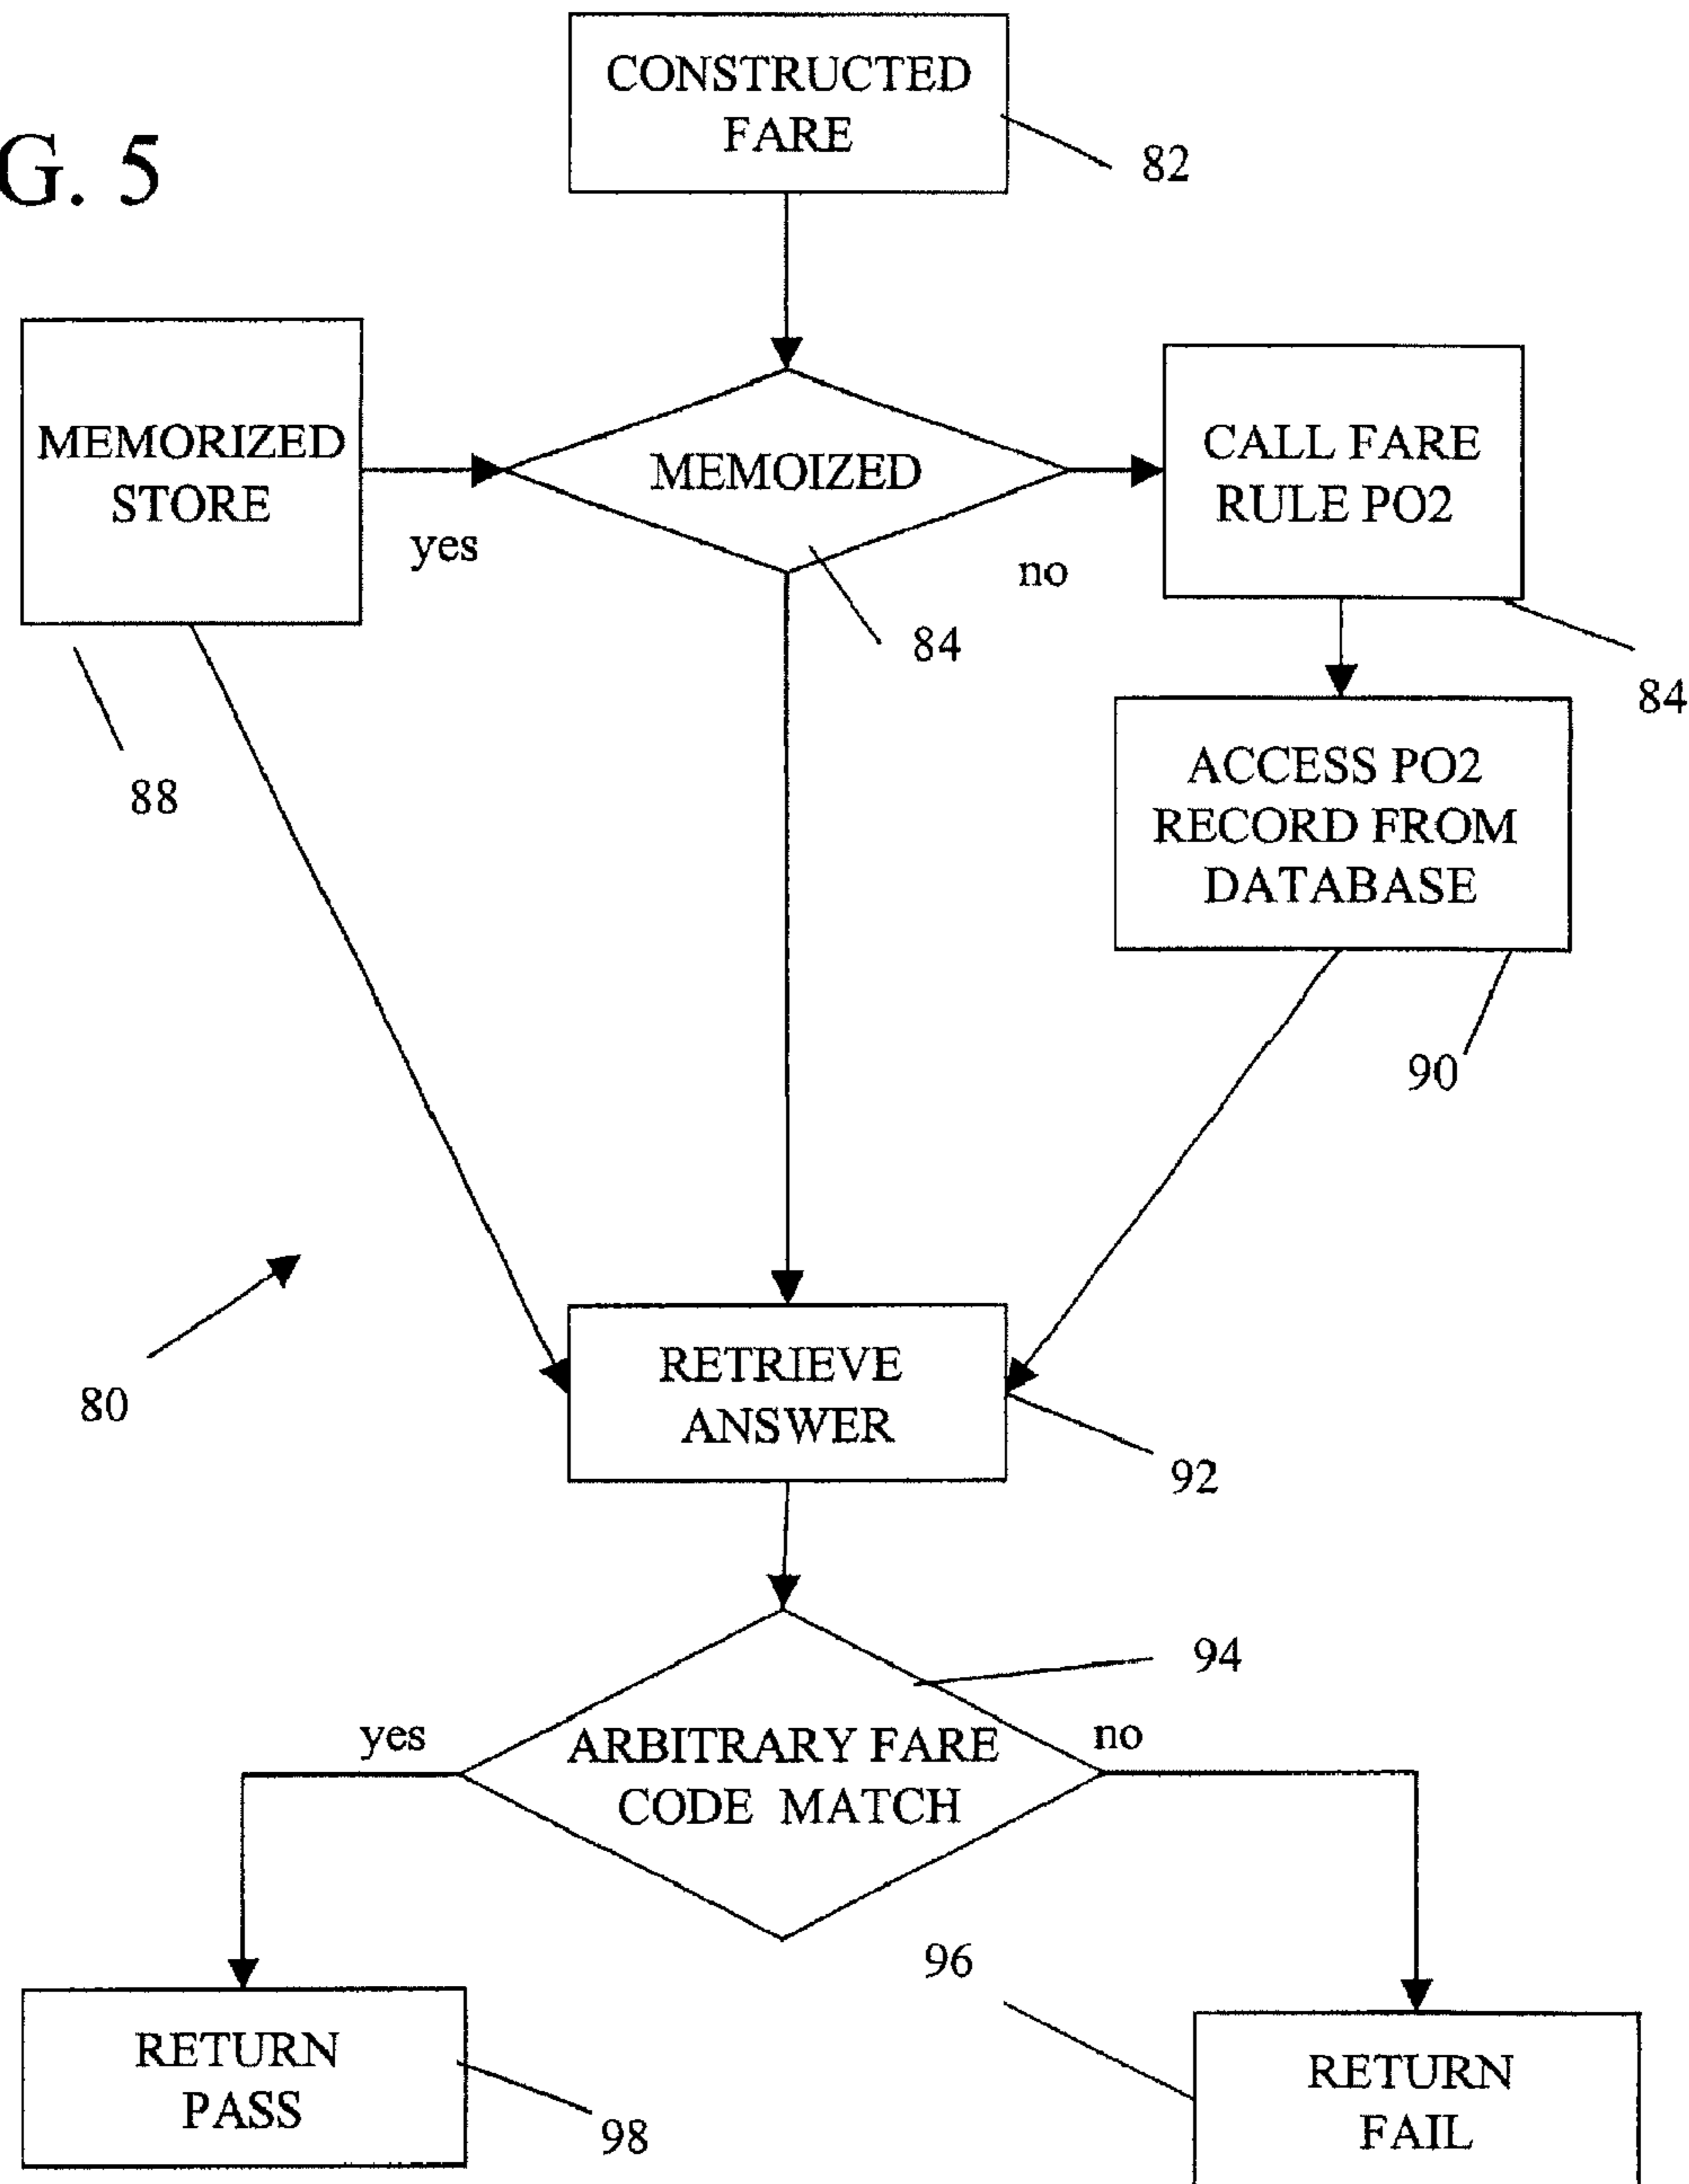 CONSTRUCTED
FARE
82
G. 5
MEMORIZED
STORE
yes
88
MEMOIZED
84
no
CALL FARE
RULE PO2
84
ACCESS PO2
RECORD FROM
DATABASE
90
80
RETRIEVE
ANSWER
92
94
yes
ARBITRARY FARE
CODE MATCH
no
96
RETURN
PASS
98
RETURN
FAIL